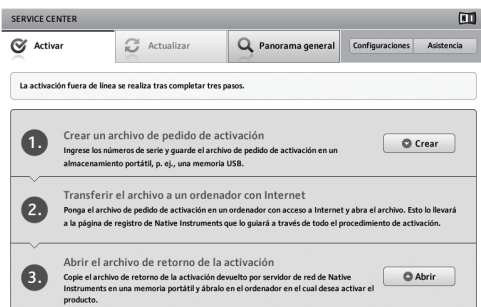 SERVICE CENTER
Activar
Actualizar
Panorama general
Configuraciones
Asistencia
La activación fuera de línea se realiza tras completar tres pasos.
1.
Crear un archivo de pedido de activación
Crear
Ingrese los números de serie y guarde el archivo de pedido de activación en un
almacenamiento portátil, p. ej., una memoria USB.
2.
Transferir el archivo a un ordenador con Internet
Ponga el archivo de pedido de activación en un ordenador con acceso a Internet y abra el archivo. Esto lo llevará
a la página de registro de Native Instruments que lo guiará a través de todo el procedimiento de activación.
3.
Abrir el archivo de retorno de la activación
Abrir
Copie el archivo de retorno de la activación devuelto por servidor de red de Native
Instruments en una memoria portátil y ábralo en el ordenador en el cual desea activar el
producto.